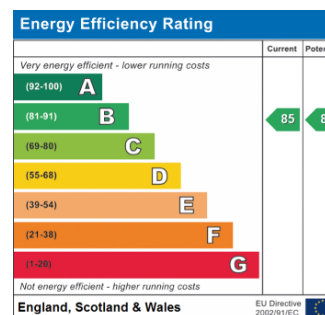 Energy Efficiency Rating
Current
Very energy efficient - lower running costs
(92-100) A
(81-91) B 85 8
(69-80) C
(55-68) D
(39-54) E
(21-38) F
(1-20) G
Not energy efficient - higher running costs
England, Scotland & Wales
EU Directive
2002/91/EC